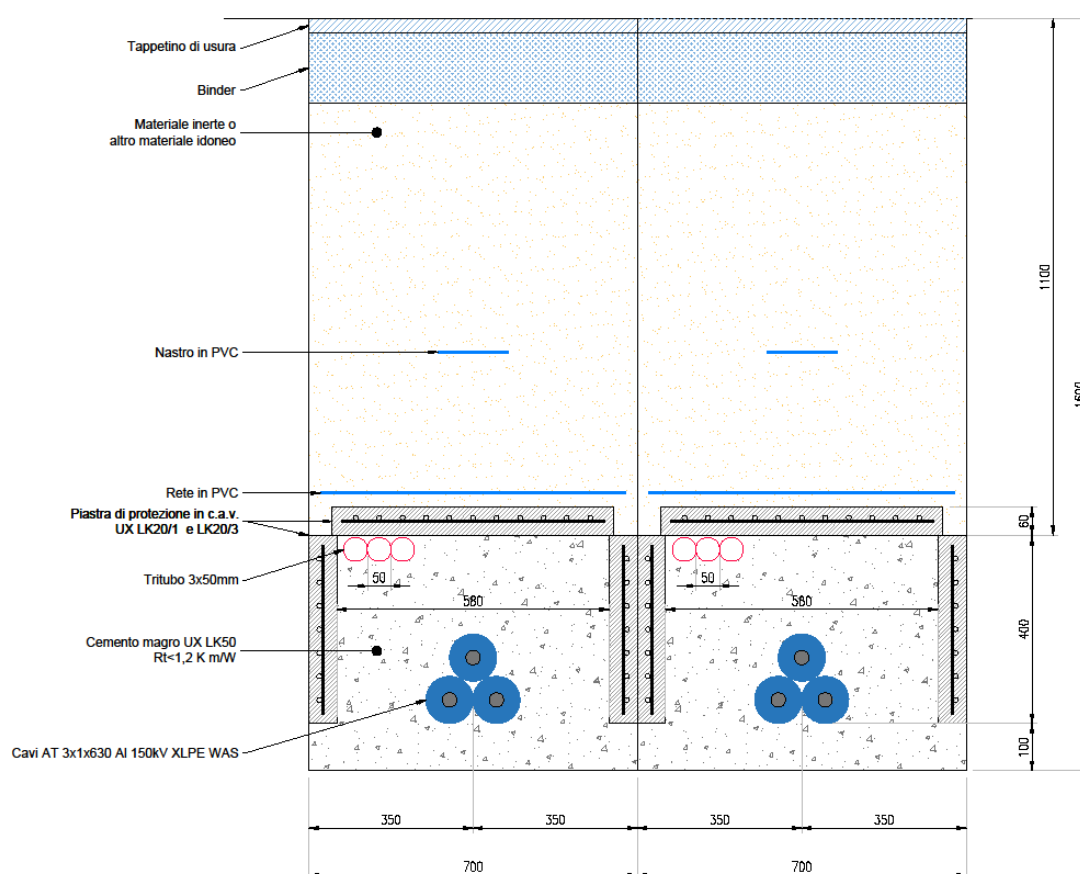 Tappetino di usura
Binder
Materiale inerte o
altro materiale idoneo
1100
Nastro in PVC
1600
Rete in PVC
Piastra di protezione in c.a.v.
UX LK20/1 e LK20/3
60
Tritubo 3x50mm
50
50
580
580
400
Cemento magro UX LK50
Rt<1,2 K m/W
Cavi AT 3x1x630 Al 150kV XLPE WAS
100
350
350
350
350
700
700